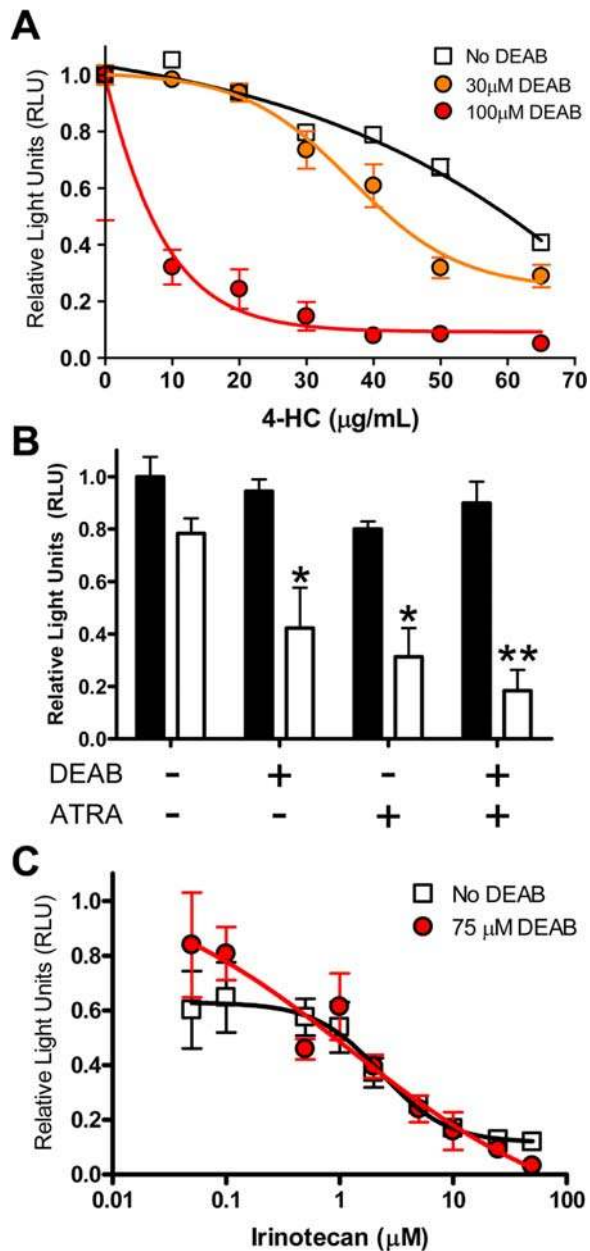 A
Relative Light Units (RLU)
1.0
0.8
0.6
0.4
0.2
0.0
No DEAB
30μM DEAB
100μM DEAB
0 10 20 30 40 50 60 70
4-HC (μg/mL)
B
Relative Light Units (RLU)
1.0
0.8
0.6
0.4
0.2
0.0
* * **
DEAB - + - +
ATRA - - + +
C
Relative Light Units (RLU)
1.0
0.8
0.6
0.4
0.2
0.0
No DEAB
75 μM DEAB
0.01 0.1 1 10 100
Irinotecan (μM)